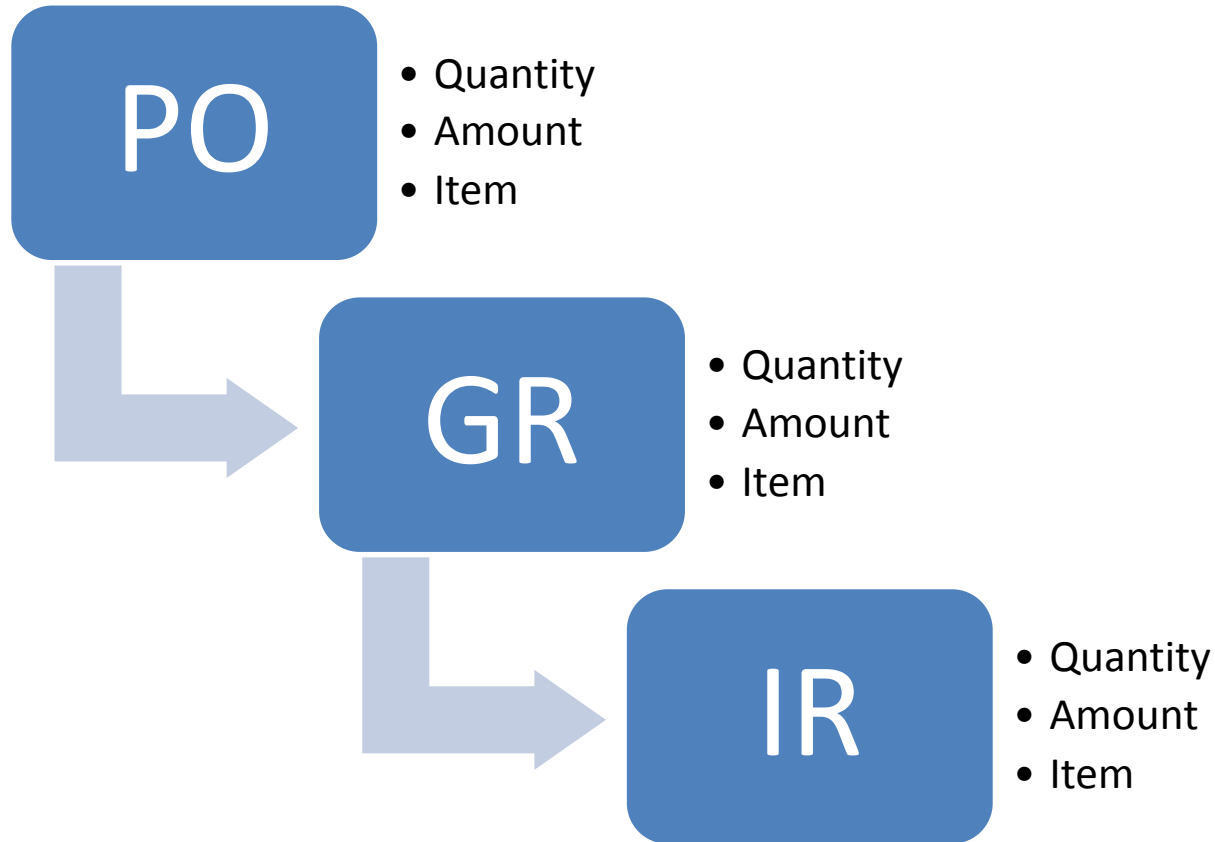 PO
• Quantity
• Amount
• Item
GR
• Quantity
• Amount
• Item
IR
• Quantity
• Amount
• Item